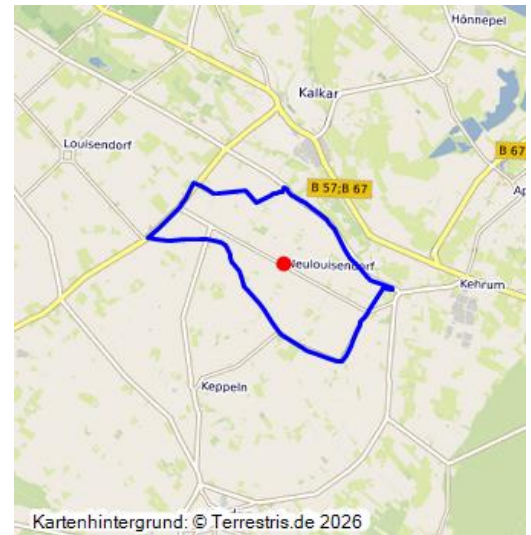 Hönnepel
Kalkar
Louisendorf
B 67
B 57;B 67
Ap
Neulouisendorf
Kehrum
Keppeln
Kartenhintergrund: © Terrestris.de 2026